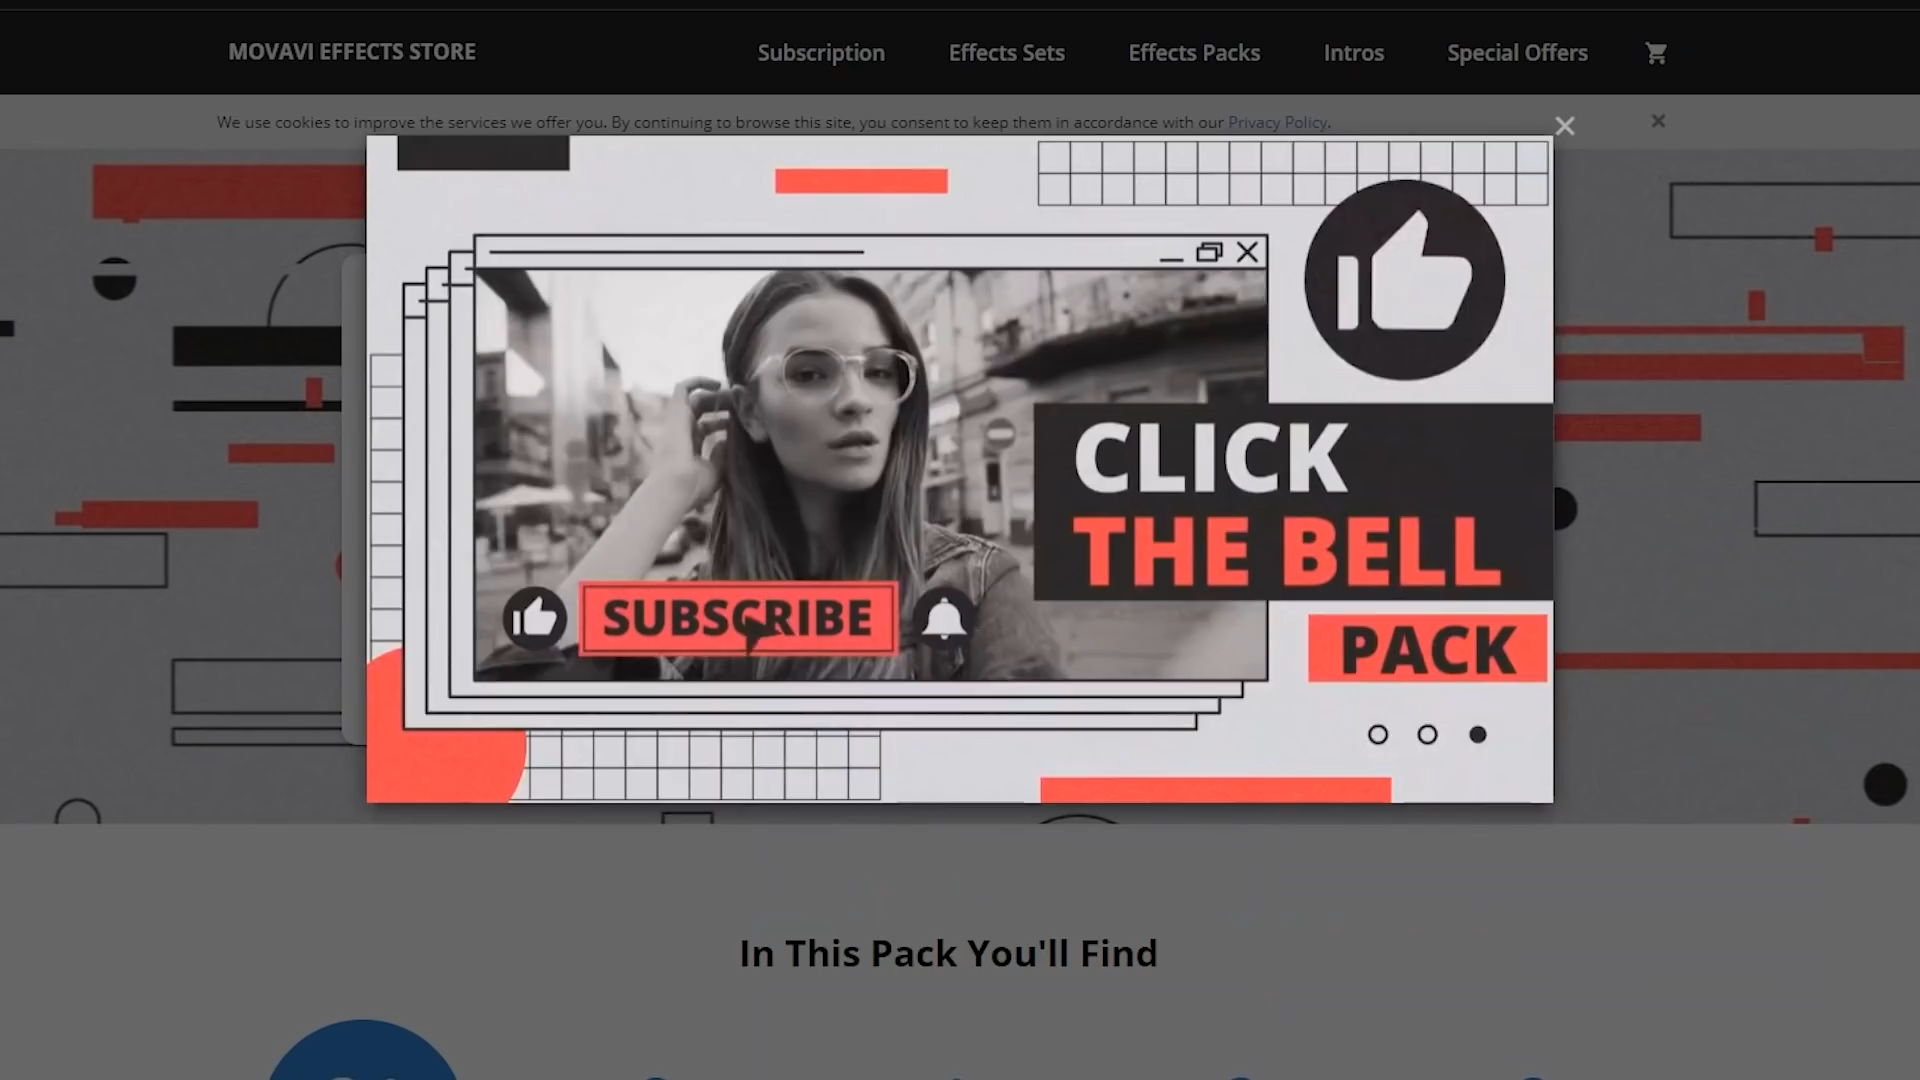 MOVAVI EFFECTS STORE
Subscription
Effects Sets
Effects Packs
Intros
Special Offers
We use cookies to improve the services we offer you. By continuing to browse this site, you consent to keep them in accordance with our Privacy Policy.
CLICK
THE BELL
SUBSCRIBE
PACK
In This Pack You'll Find